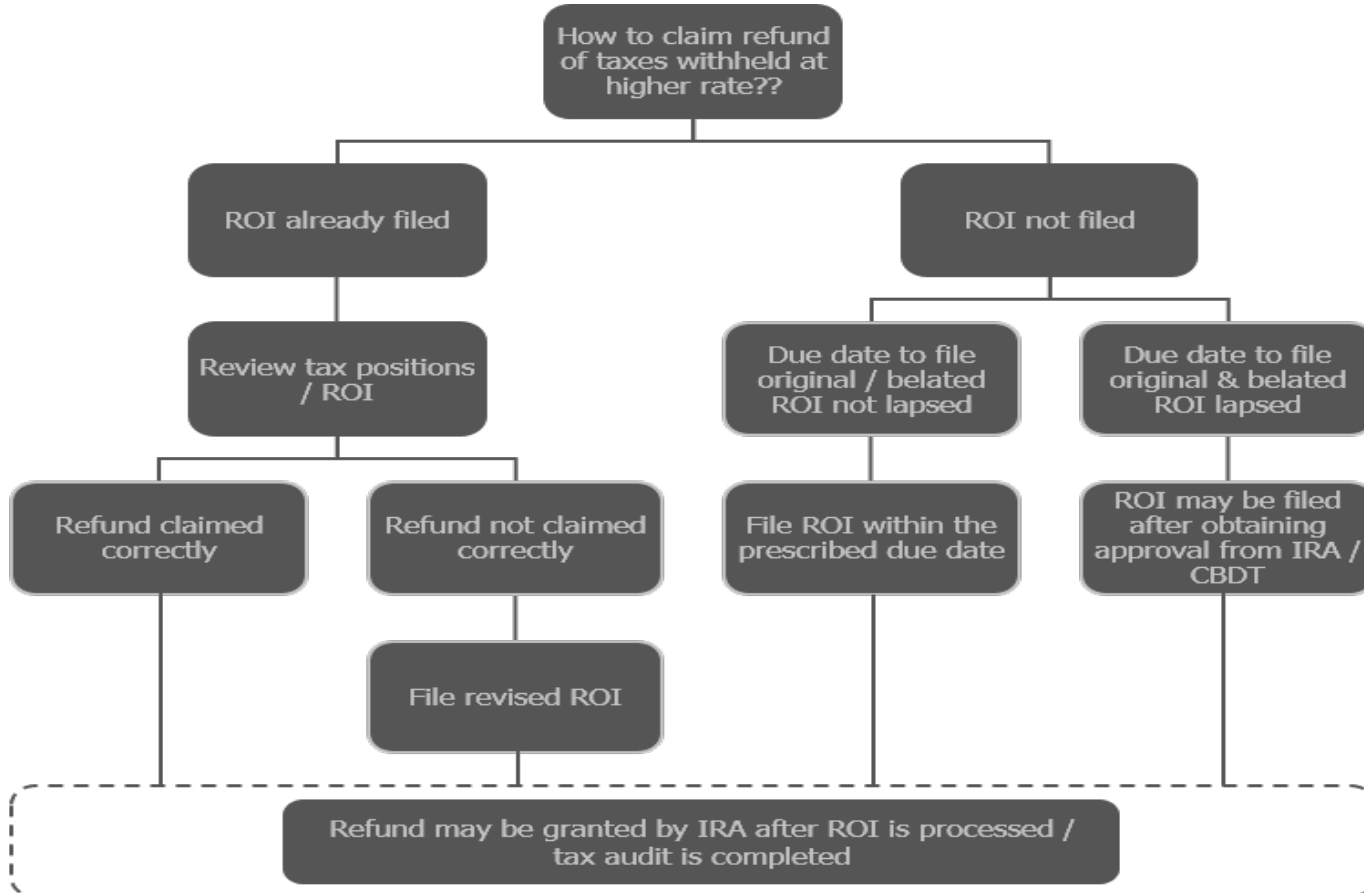 How to claim refund
of taxes withheld at
higher rate??
ROI already filed
ROI not filed
Review tax positions
/ ROI
Due date to file
original / belated
ROI not lapsed
Due date to file
original & belated
ROI lapsed
Refund claimed
correctly
Refund not claimed
correctly
File ROI within the
prescribed due date
ROI may be filed
after obtaining
approval from IRA /
CBDT
File revised ROI
Refund may be granted by IRA after ROI is processed /
tax audit is completed